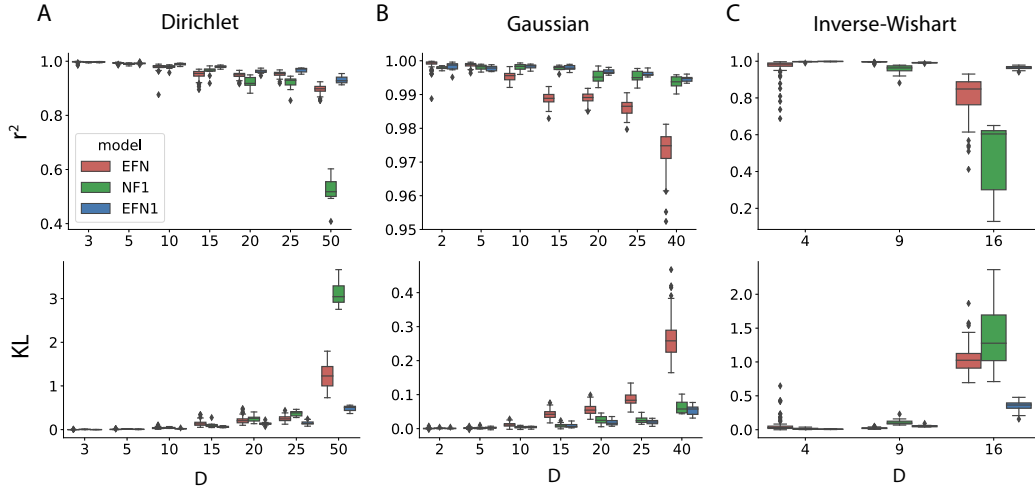 A Dirichlet
B Gaussian
C Inverse-Wishart
r²
1.0
0.8
0.6
0.4
model
EFN
NF1
EFN1
3 5 10 15 20 25 50
1.00
0.99
0.98
0.97
0.96
0.95
2 5 10 15 20 25 40
1.0
0.8
0.6
0.4
0.2
4 9 16
KL
3
2
1
0
3 5 10 15 20 25 50
D
0.4
0.3
0.2
0.1
0.0
2 5 10 15 20 25 40
D
2.0
1.5
1.0
0.5
0.0
4 9 16
D